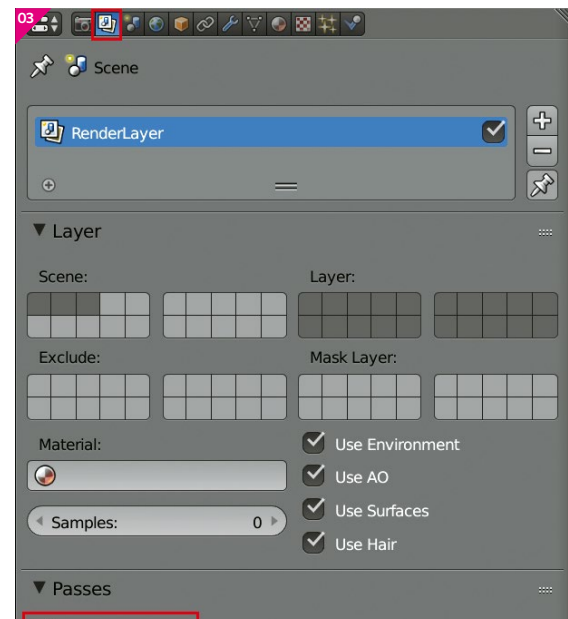 03
Scene
RenderLayer
Layer
Scene:
Layer:
Exclude:
Mask Layer:
Material:
Use Environment
Use AO
Samples: 0
Use Surfaces
Use Hair
Passes